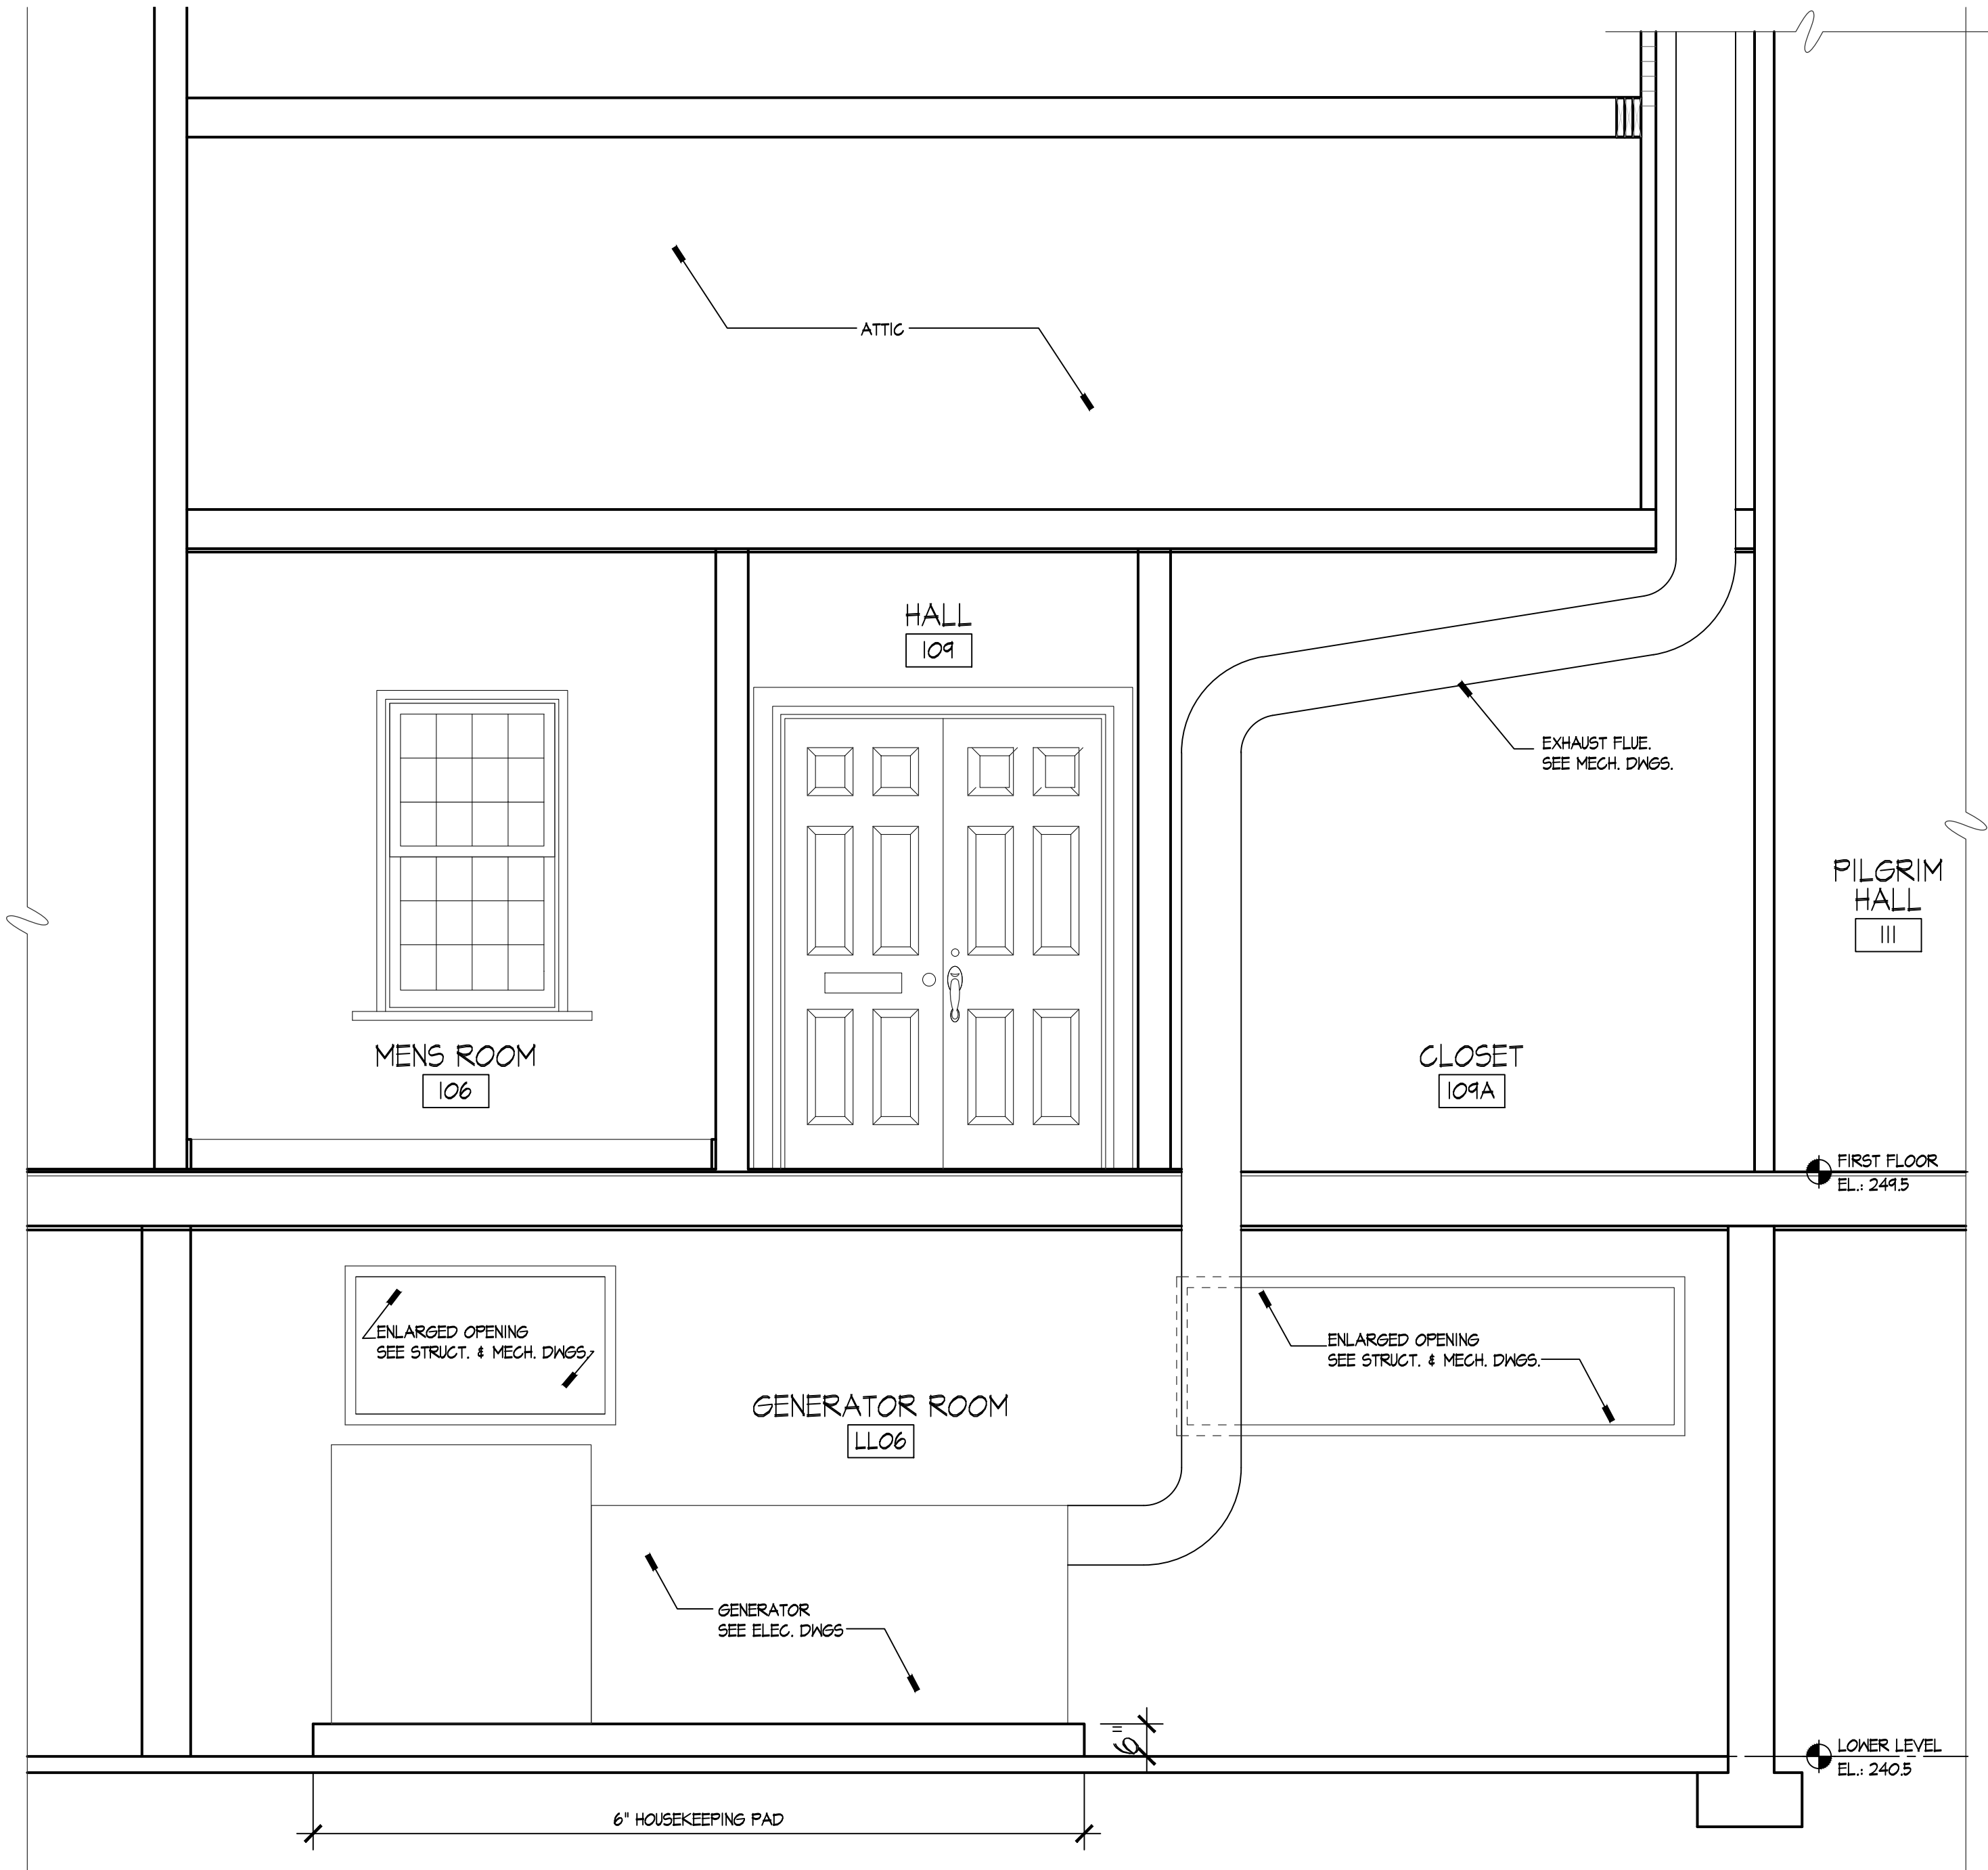 ATTIC
HALL
109
EXHAUST FLUE.
SEE MECH. DWGS.
PILGRIM
HALL
111
MENS ROOM
106
CLOSET
109A
FIRST FLOOR
EL.: 249.5
ENLARGED OPENING
SEE STRUCT. & MECH. DWGS.
ENLARGED OPENING
SEE STRUCT. & MECH. DWGS.
GENERATOR ROOM
LL06
GENERATOR
SEE ELEC. DWGS
6"
LOWER LEVEL
EL.: 240.5
6" HOUSEKEEPING PAD